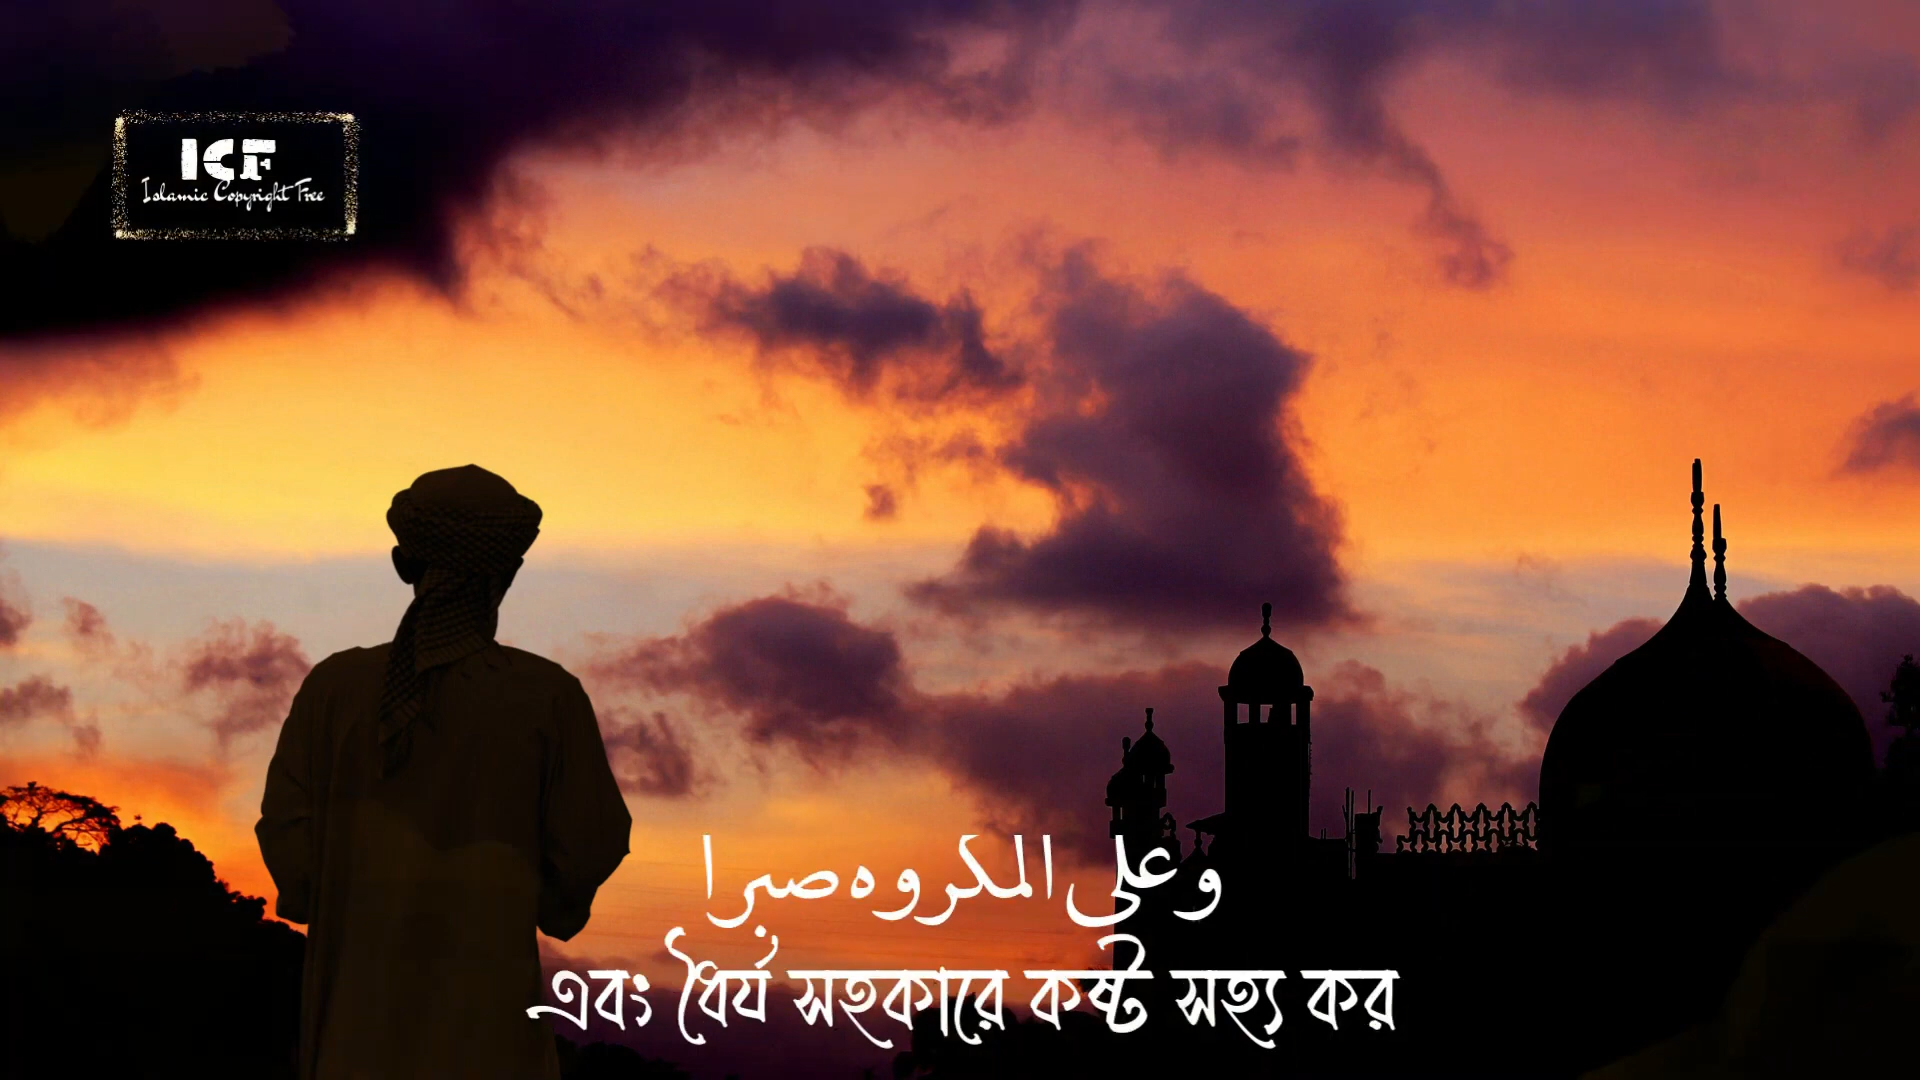 ICF
Islamic Copyright Free
وعلى المكروه صبرا
এবং ধৈর্য সহকারে কষ্ট সহ্য কর